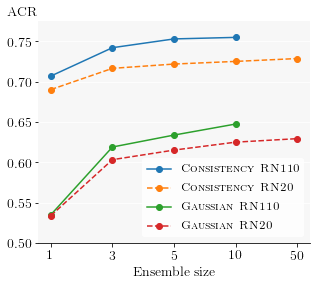 ACR
0.75
0.70
0.65
0.60
0.55
0.50
Consistency RN110
Consistency RN20
Gaussian RN110
Gaussian RN20
1 3 5 10 50
Ensemble size